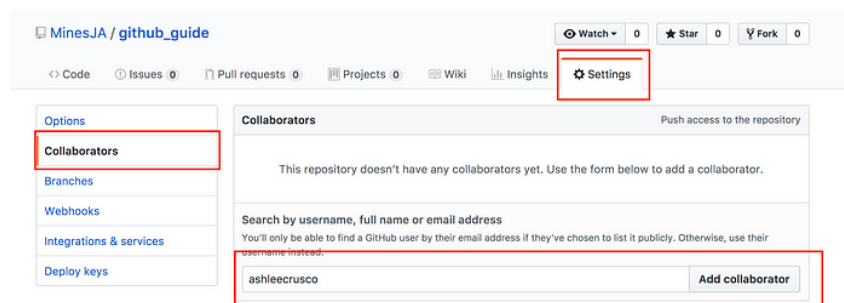 MinesJA / github_guide
Watch 0 Star 0 Fork 0
Code Issues 0 Pull requests 0 Projects 0 Wiki Insights Settings
Options
Collaborators
Branches
Webhooks
Integrations & services
Deploy keys
Collaborators Push access to the repository
This repository doesn't have any collaborators yet. Use the form below to add a collaborator.
Search by username, full name or email address
You'll only be able to find a GitHub user by their email address if they've chosen to list it publicly. Otherwise, use their
username instead.
ashleecrusco Add collaborator